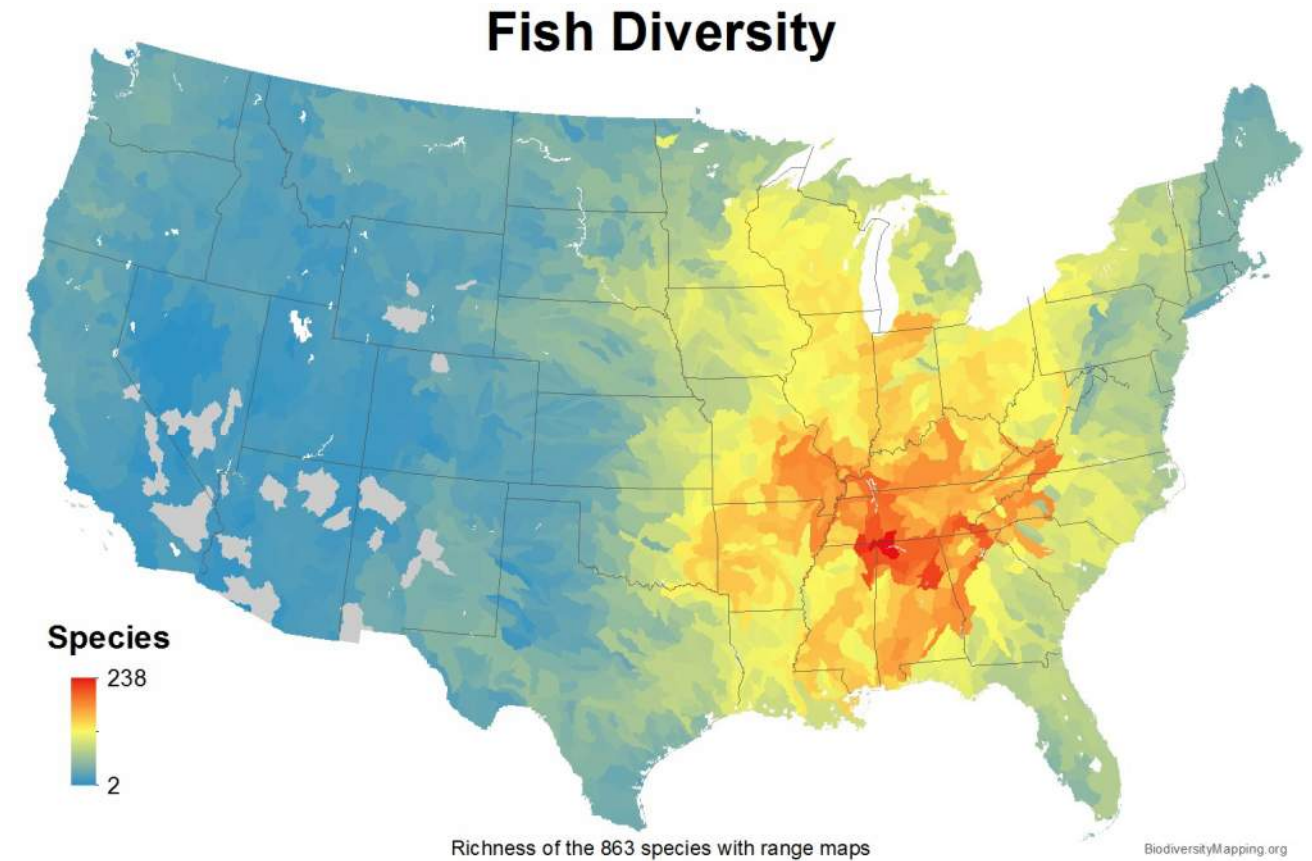 Fish Diversity
Species
238
2
Richness of the 863 species with range maps
BiodiversityMapping.org